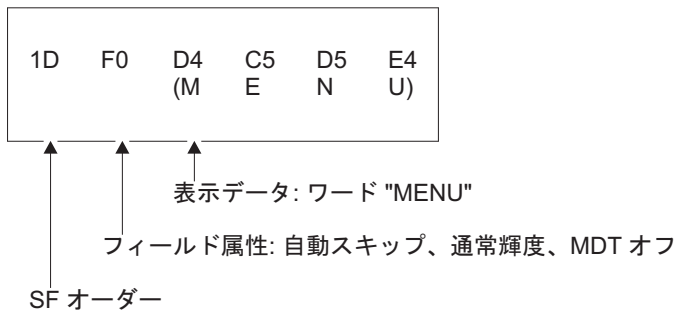 1D F0 D4 C5 D5 E4
(M E N U)
表示データ: ワード "MENU"
フィールド属性: 自動スキップ、通常輝度、MDT オフ
SF オーダー